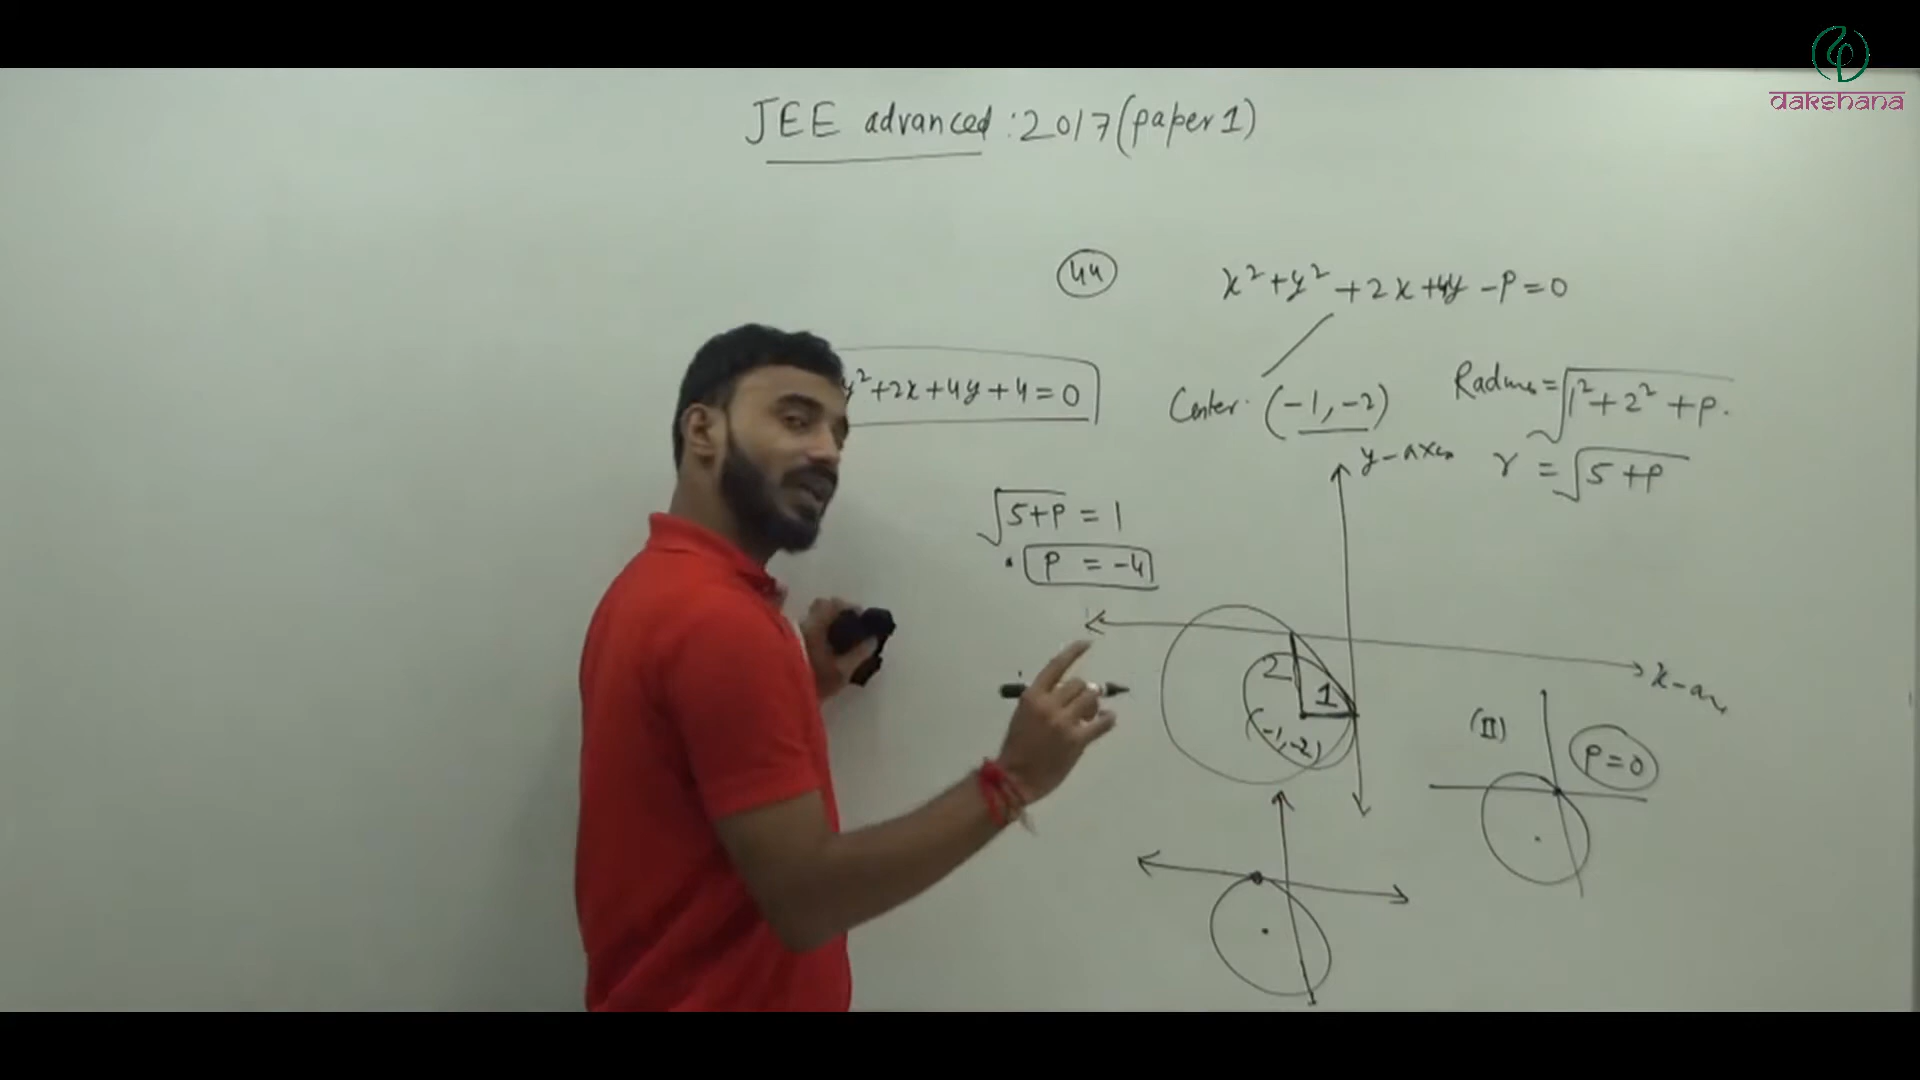 dakshana
JEE advanced : 2017 (paper 1)
44
x² + y² + 2x + 4y - P = 0
y² + 2x + 4y + 4 = 0
Center. (-1, -2)
Radius = √1² + 2² + P.
r = √5 + P
y - axis
√5+P = 1
P = -4
x - axis
2
1
(-1, -2)
(II)
P = 0